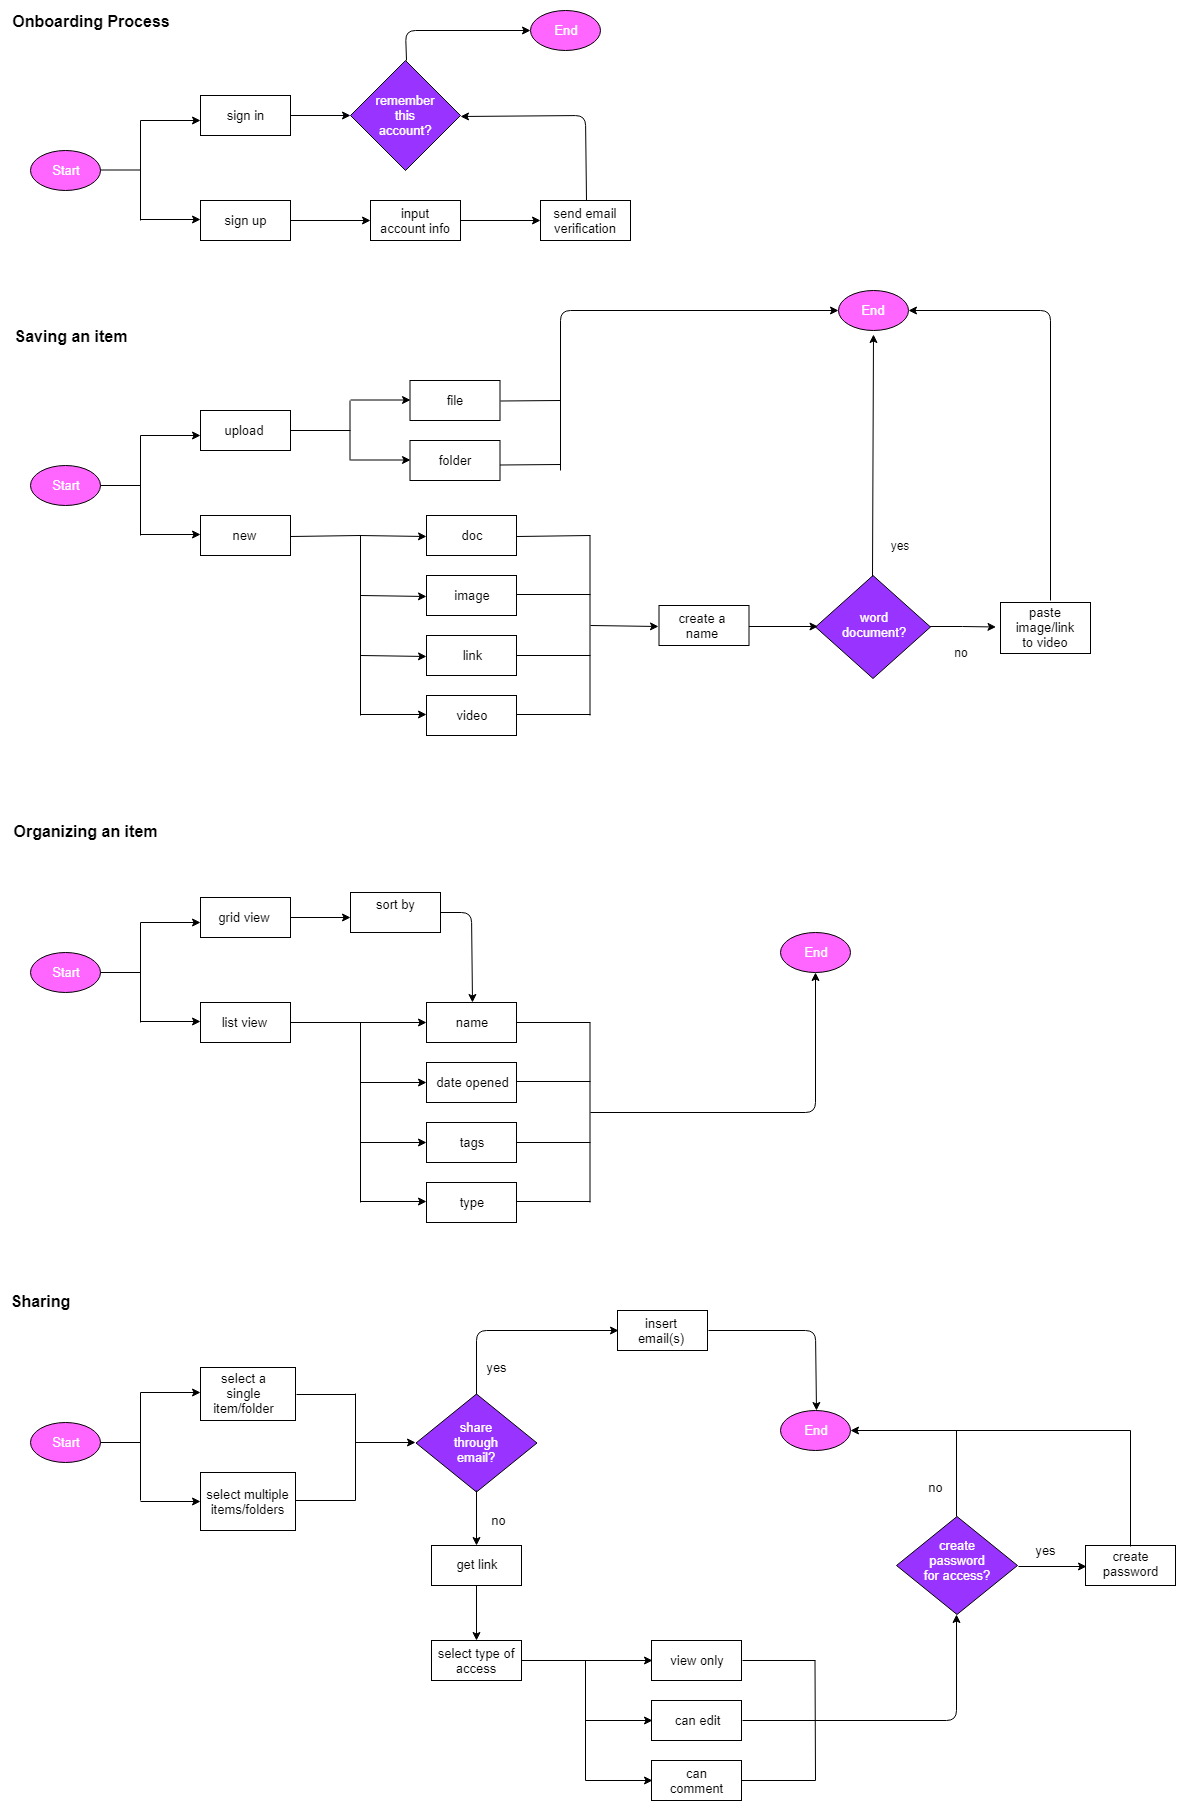 Onboarding Process
End
remember
this
account?
sign in
Start
sign up
input
account info
send email
verification
Saving an item
End
file
upload
folder
Start
new
doc
yes
image
create a
name
word
document?
no
paste
image/link
to video
link
video
Organizing an item
grid view
sort by
Start
End
list view
name
date opened
tags
type
Sharing
insert
email(s)
yes
select a
single
item/folder
Start
share
through
email?
End
select multiple
items/folders
no
no
get link
create
password
for access?
yes
create
password
select type of
access
view only
can edit
can
comment